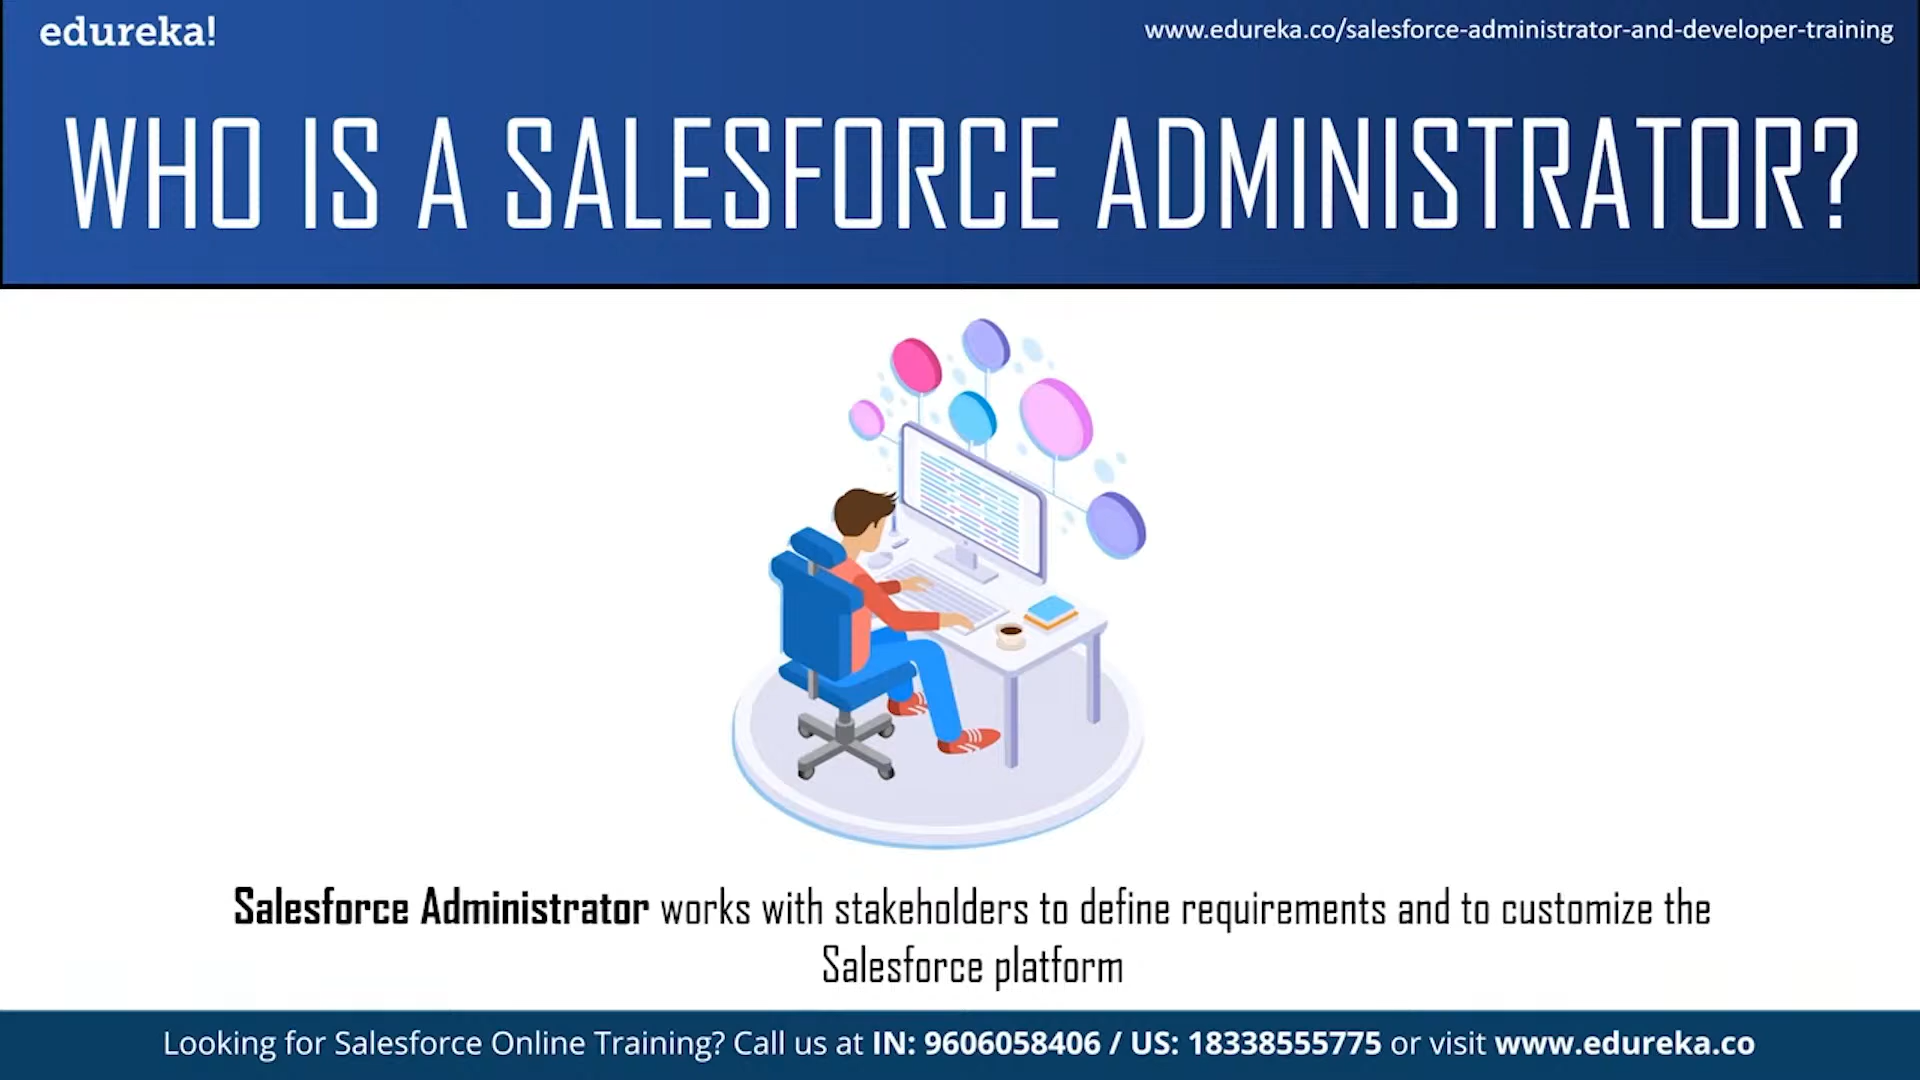 edureka!
www.edureka.co/salesforce-administrator-and-developer-training
WHO IS A SALESFORCE ADMINISTRATOR?
Salesforce Administrator works with stakeholders to define requirements and to customize the
Salesforce platform
Looking for Salesforce Online Training? Call us at IN: 9606058406 / US: 18338555775 or visit www.edureka.co